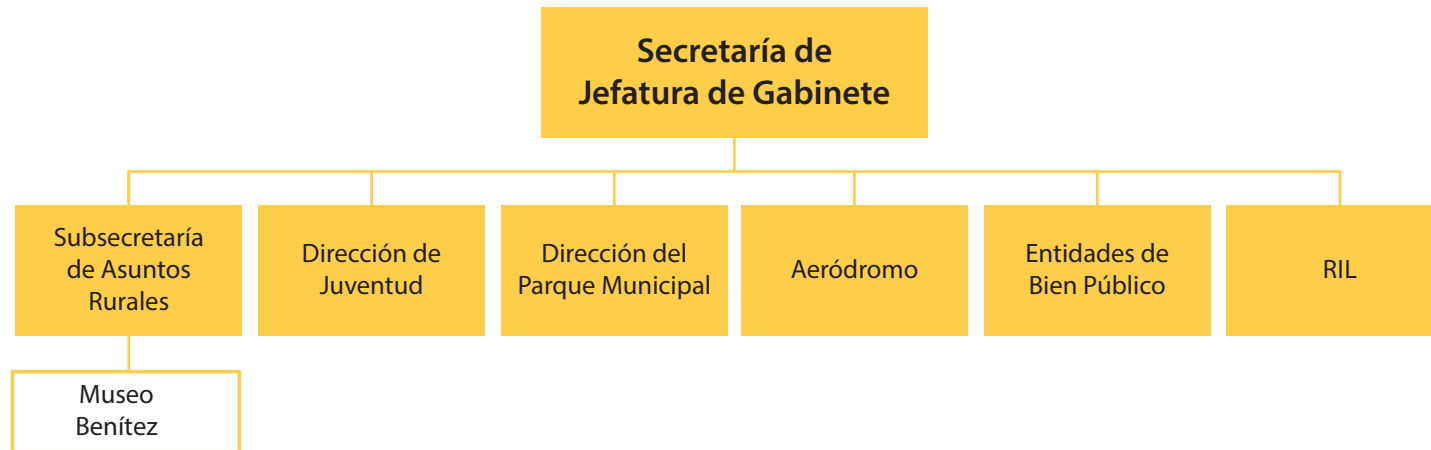 Secretaría de
Jefatura de Gabinete
Subsecretaría
de Asuntos
Rurales
Dirección de
Juventud
Dirección del
Parque Municipal
Aeródromo
Entidades de
Bien Público
RIL
Museo
Benítez